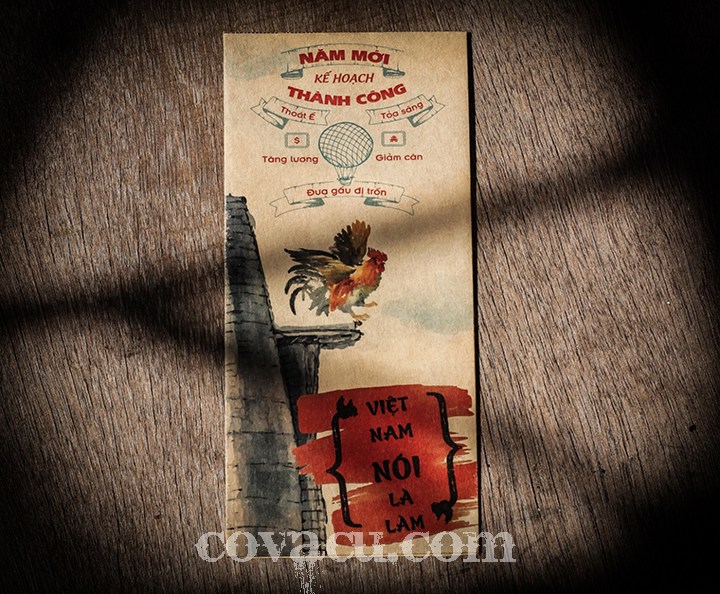 NĂM MỚI
KẾ HOẠCH
THÀNH CÔNG
Thoát Ế
Tỏa sáng
$
Tăng lương
Giảm cân
Đưa gấu đi trốn
VIỆT
NAM
NÓI
LÀ
LÀM
covacu.com